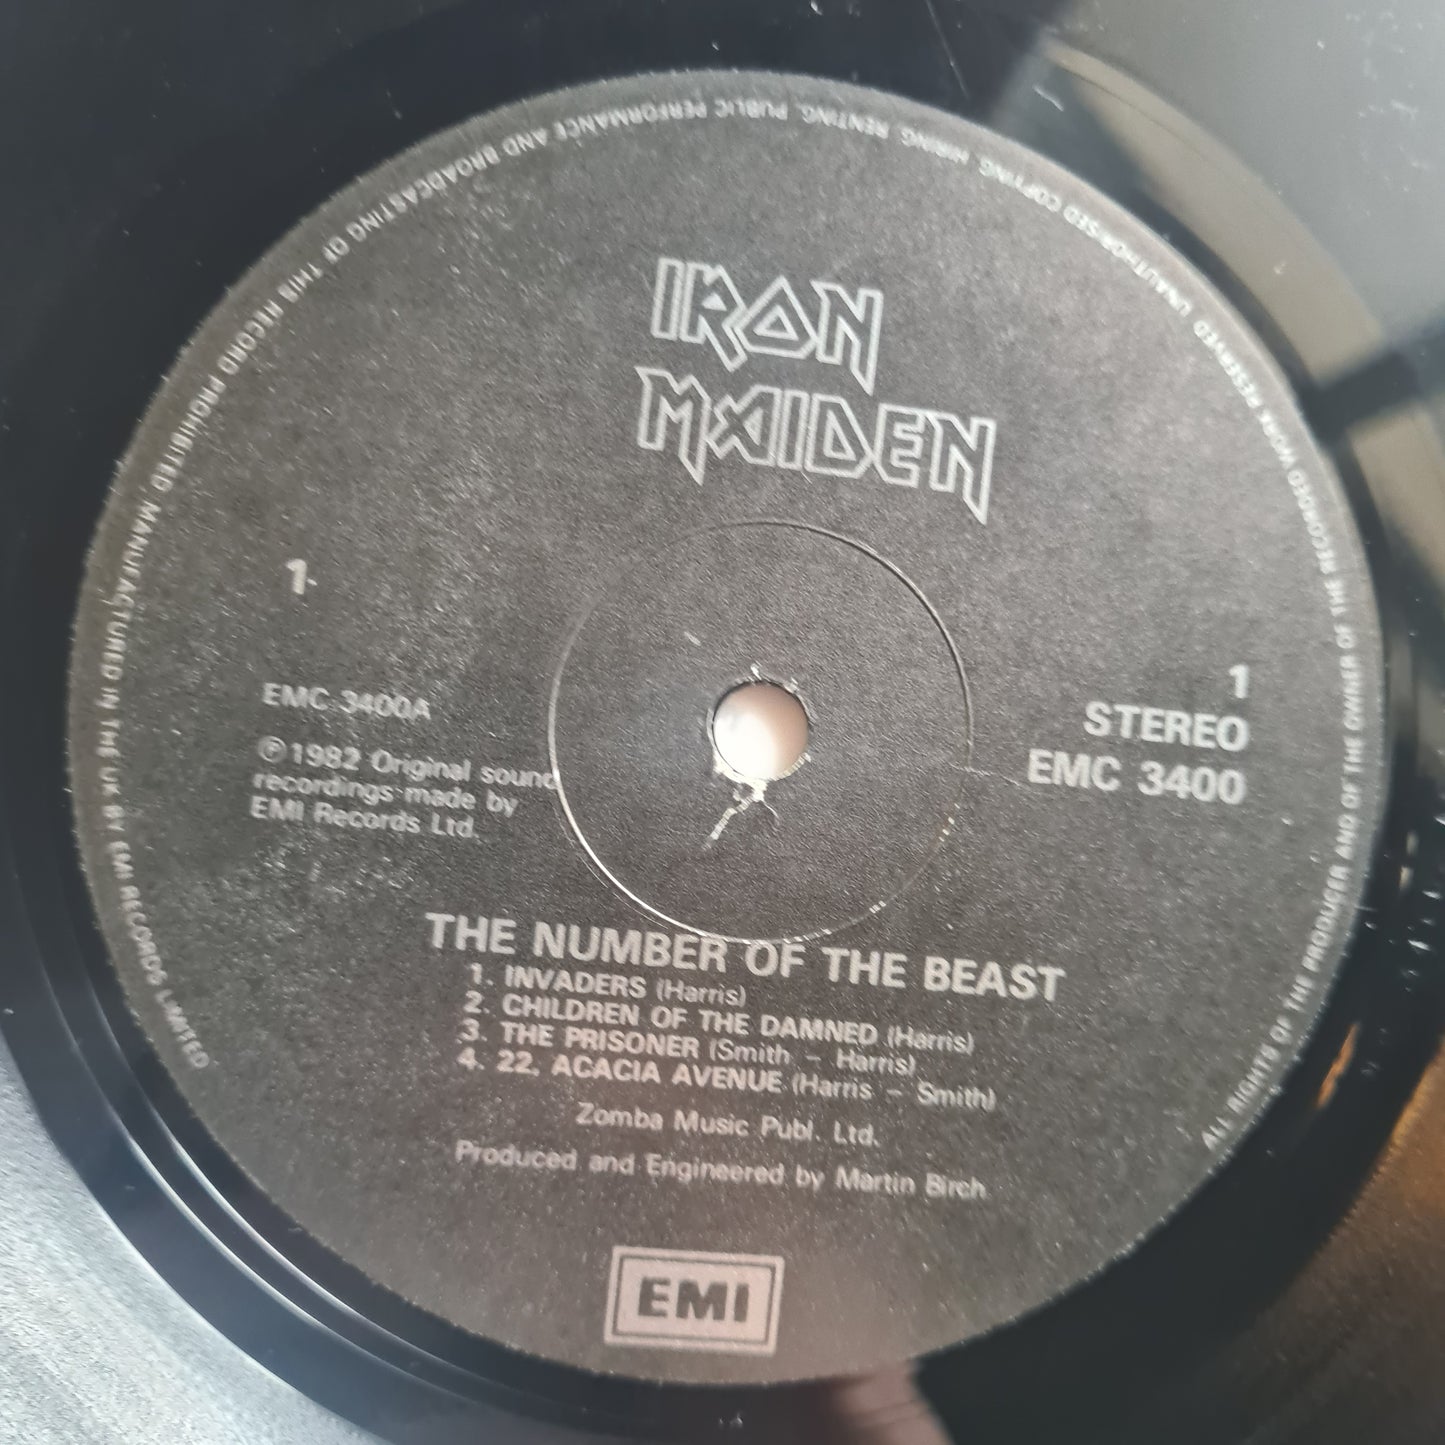 IRON
MAIDEN
1
EMC 3400A
℗ 1982 Original sound
recordings made by
EMI Records Ltd.
1
STEREO
EMC 3400
THE NUMBER OF THE BEAST
1. INVADERS (Harris)
2. CHILDREN OF THE DAMNED (Harris)
3. THE PRISONER (Smith – Harris)
4. 22, ACACIA AVENUE (Harris – Smith)
Zomba Music Publ. Ltd.
Produced and Engineered by Martin Birch
EMI
ALL RIGHTS OF THE PRODUCER AND OF THE OWNER OF THE RECORDED WORK RESERVED. UNAUTHORISED COPYING, HIRING, RENTING, PUBLIC PERFORMANCE AND BROADCASTING OF THIS RECORD PROHIBITED MANUFACTURED IN THE UK BY EMI RECORDS LIMITED